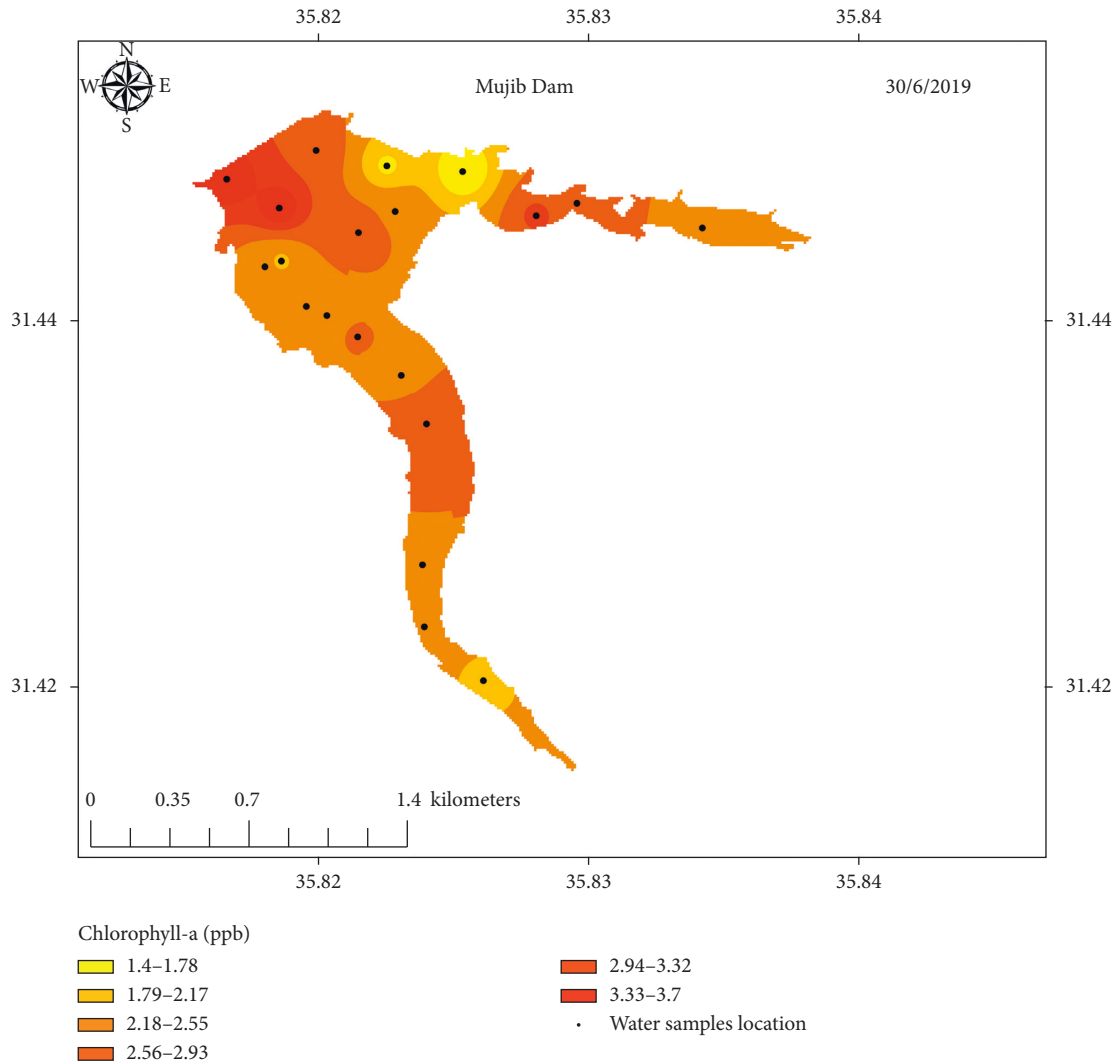 35.82 35.83 35.84
N
W E
S
Mujib Dam 30/6/2019
31.44 31.44
31.42 31.42
0 0.35 0.7 1.4 kilometers
35.82 35.83 35.84
Chlorophyll-a (ppb)
1.4–1.78 2.94–3.32
1.79–2.17 3.33–3.7
2.18–2.55 Water samples location
2.56–2.93